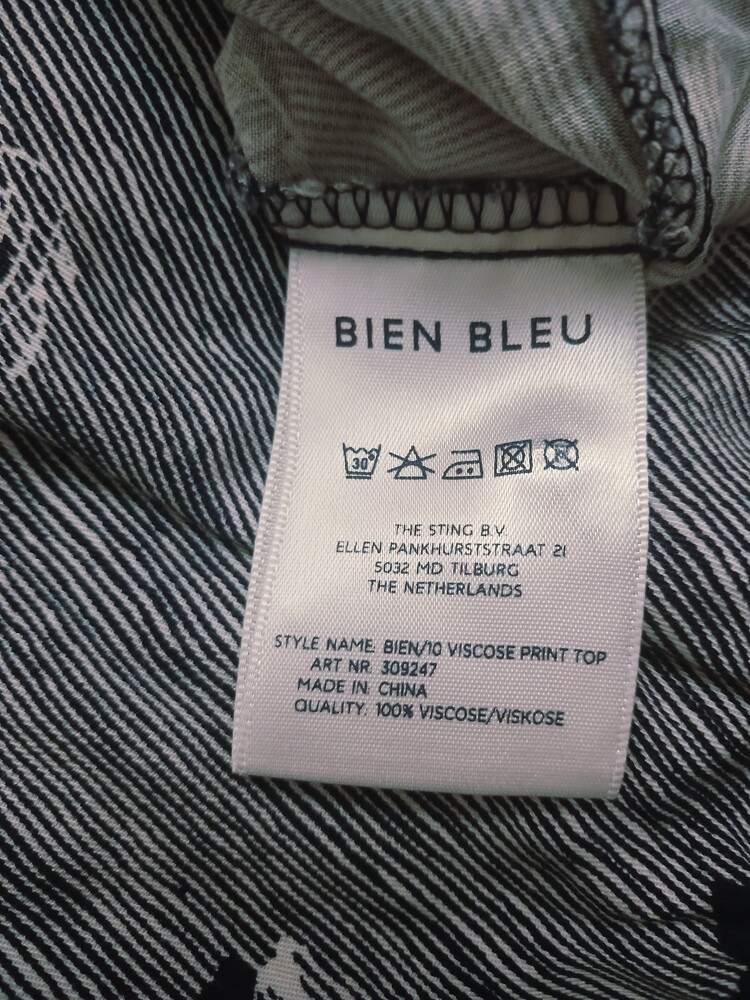 BIEN BLEU
30°
THE STING B.V.
ELLEN PANKHURSTSTRAAT 21
5032 MD TILBURG
THE NETHERLANDS
STYLE NAME: BIEN/10 VISCOSE PRINT TOP
ART NR: 309247
MADE IN: CHINA
QUALITY: 100% VISCOSE/VISKOSE